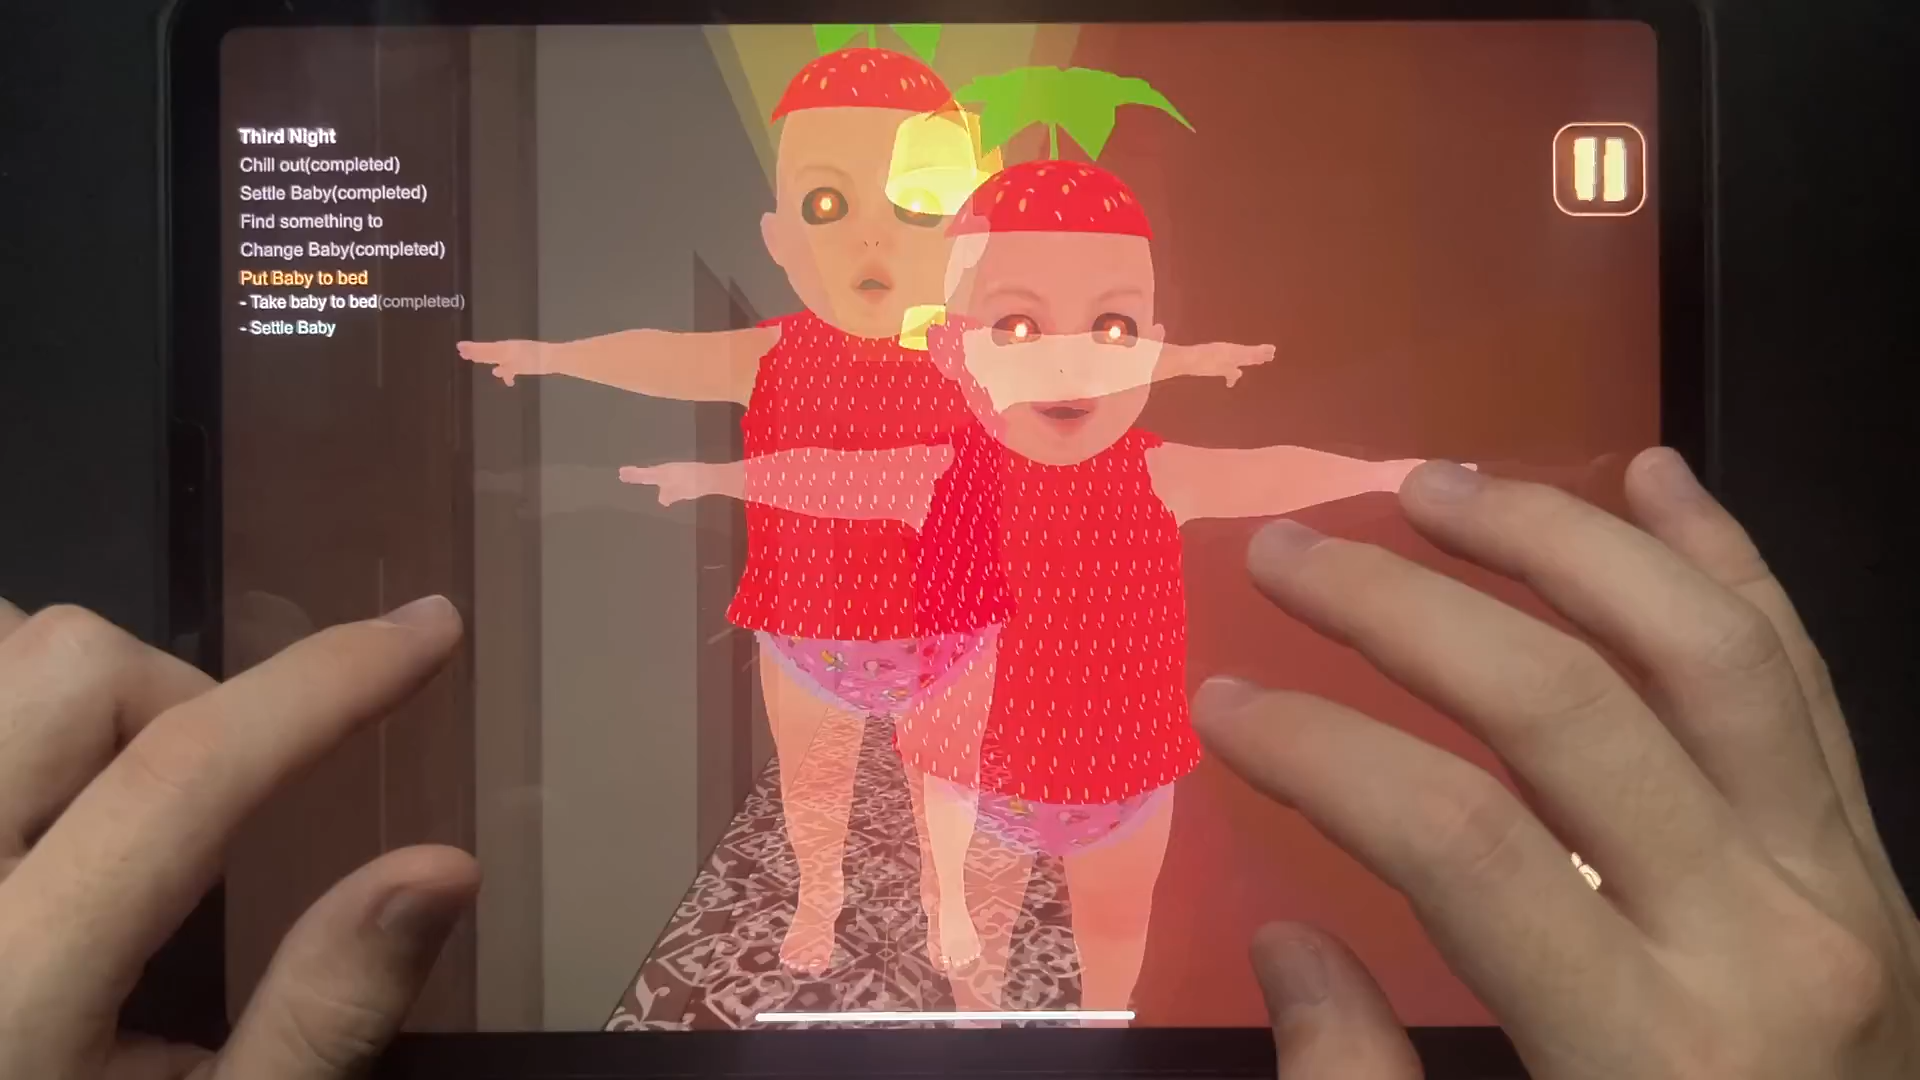 Third Night
Chill out(completed)
Settle Baby(completed)
Find something to
Change Baby(completed)
Put Baby to bed
- Take baby to bed(completed)
- Settle Baby